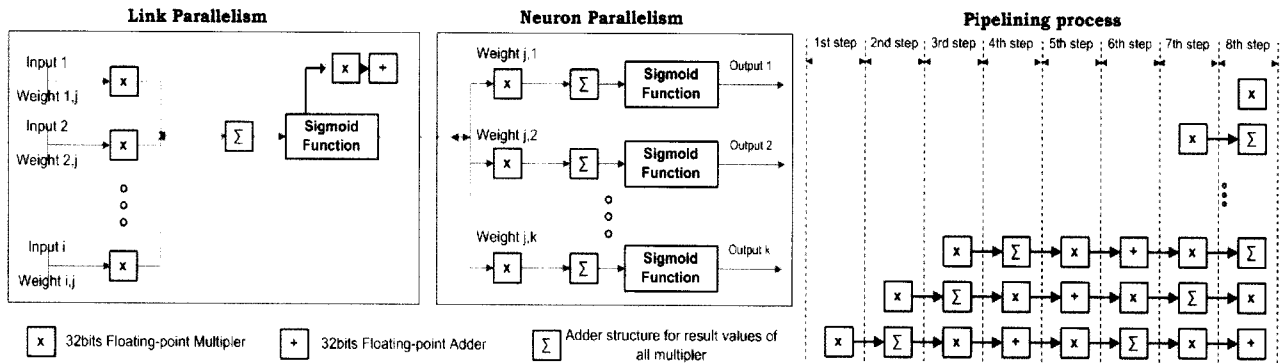 Link Parallelism
Input 1
Weight 1,j
x
Input 2
Weight 2,j
x
Input i
Weight i,j
x
Σ
Sigmoid
Function
x
+
Neuron Parallelism
Weight j,1
x
Σ
Sigmoid
Function
Output 1
Weight j,2
x
Σ
Sigmoid
Function
Output 2
Weight j,k
x
Σ
Sigmoid
Function
Output k
Pipelining process
1st step 2nd step 3rd step 4th step 5th step 6th step 7th step 8th step
x
x Σ
x Σ x + x Σ
x Σ x + x Σ x
x Σ x + x Σ x +
x 32bits Floating-point Multiplier
+ 32bits Floating-point Adder
Σ Adder structure for result values of
all multipler